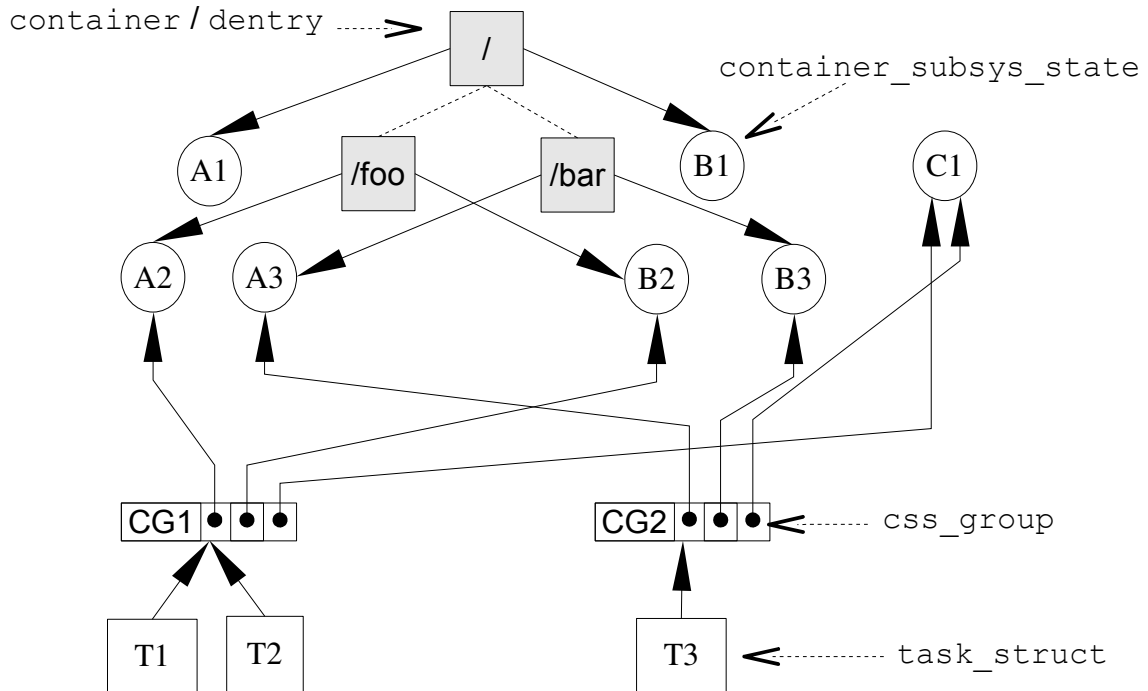 container / dentry
/
container_subsys_state
A1
/foo
/bar
B1
C1
A2
A3
B2
B3
CG1
CG2
css_group
T1
T2
T3
task_struct